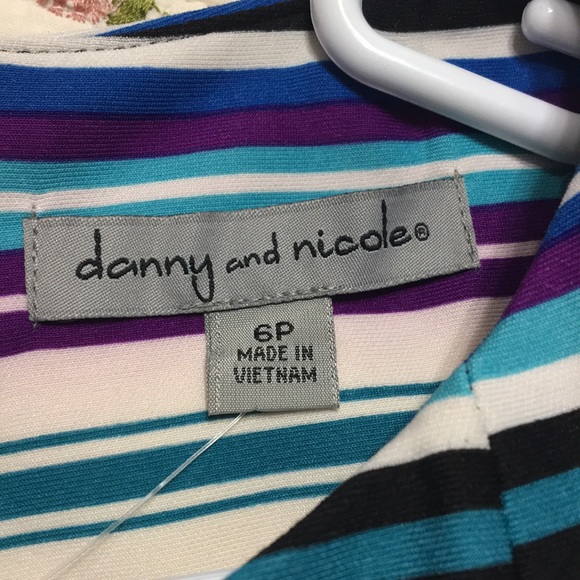 danny and nicole®
6P
MADE IN
VIETNAM